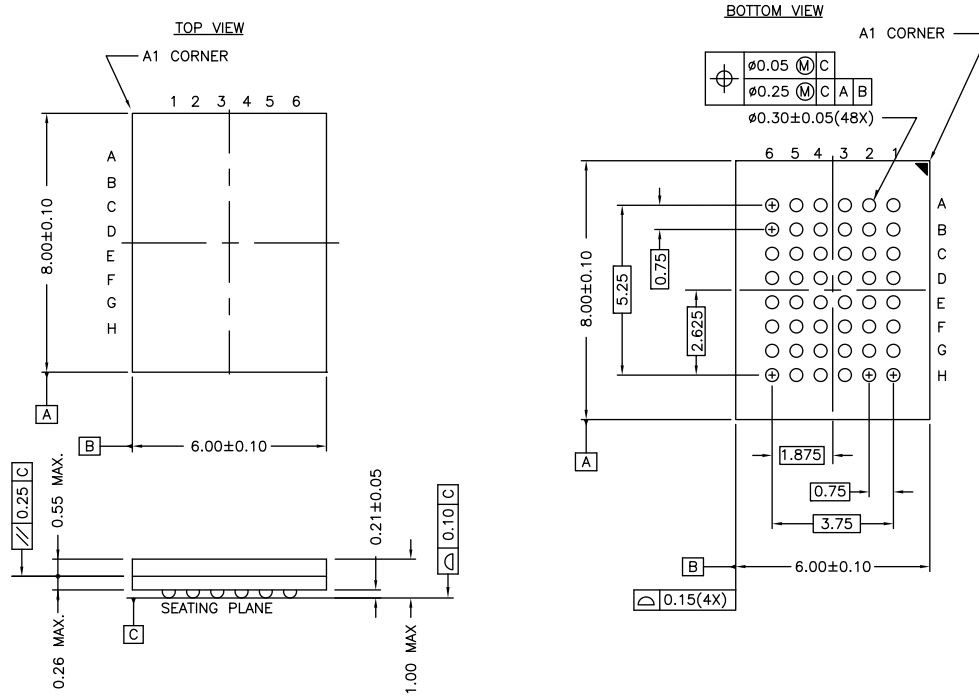 TOP VIEW
A1 CORNER
1 2 3 4 5 6
A
B
C
D
E
F
G
H
8.00±0.10
A
B
6.00±0.10
// 0.25 C
0.55 MAX.
0.21±0.05
0.10 C
SEATING PLANE
C
0.26 MAX.
1.00 MAX
BOTTOM VIEW
A1 CORNER
⌖ ø0.05 Ⓜ C
ø0.25 Ⓜ C A B
ø0.30±0.05(48X)
6 5 4 3 2 1
A
B
C
D
E
F
G
H
8.00±0.10
5.25
0.75
2.625
A
1.875
0.75
3.75
B
6.00±0.10
⌓ 0.15(4X)